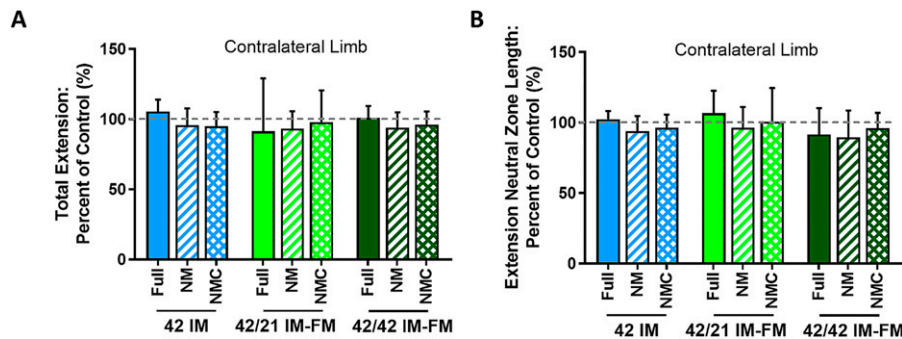 A
Contralateral Limb
Total Extension:
Percent of Control (%)
150
100
50
0
Full
NM
NMC
Full
NM
NMC
Full
NM
NMC
42 IM
42/21 IM-FM
42/42 IM-FM
B
Contralateral Limb
Extension Neutral Zone Length:
Percent of Control (%)
150
100
50
0
Full
NM
NMC
Full
NM
NMC
Full
NM
NMC
42 IM
42/21 IM-FM
42/42 IM-FM